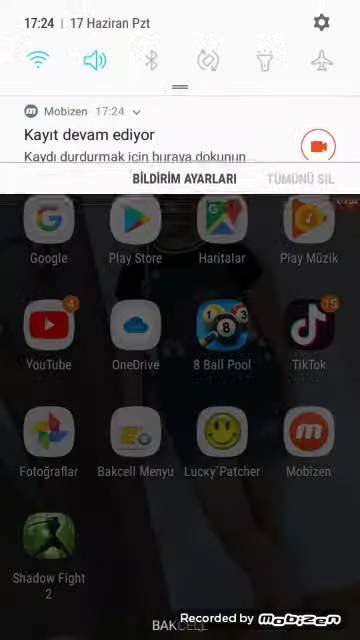 17:24 | 17 Haziran Pzt
Mobizen 17:24
Kayıt devam ediyor
Kaydı durdurmak için buraya dokunun
BİLDİRİM AYARLARI TÜMÜNÜ SİL
Google Play Store Haritalar Play Müzik
4 15
YouTube OneDrive 8 Ball Pool TikTok
Fotoğraflar Bakcell Menyu Luckу Patcher Mobizen
Shadow Fight
2
BAKCELL
Recorded by mobizen